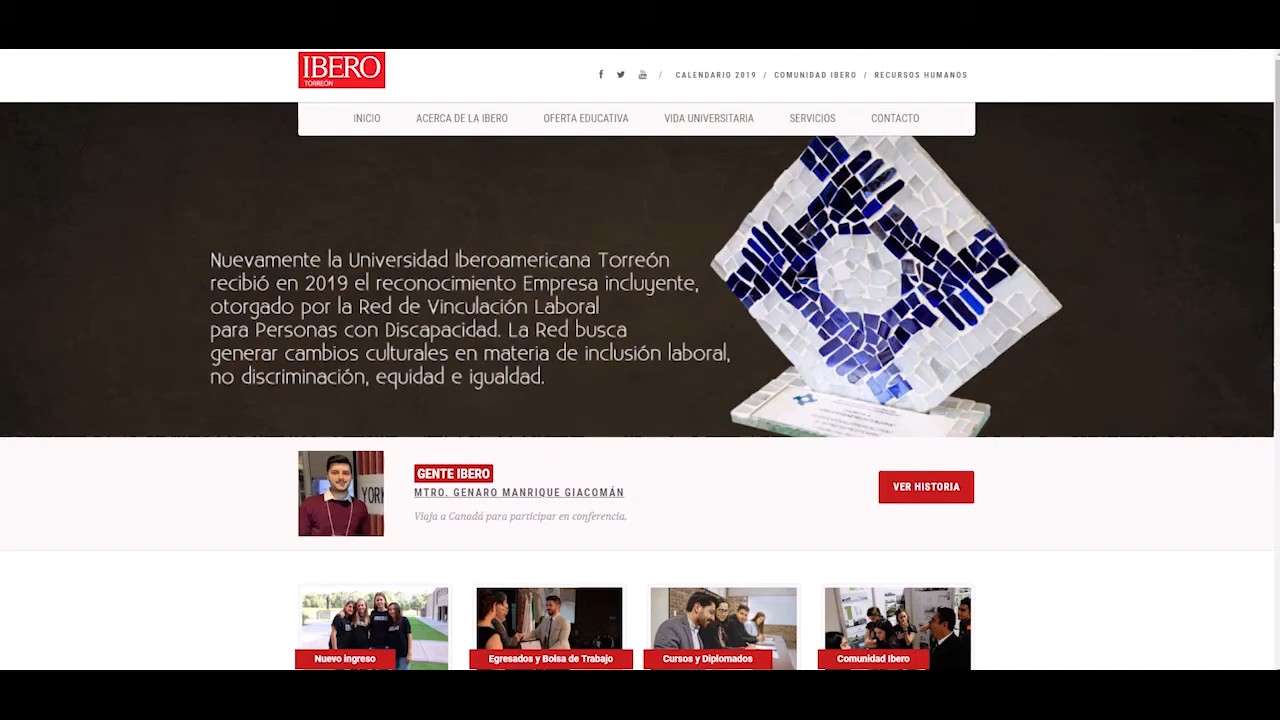 IBERO
TORREÓN
/ CALENDARIO 2019 / COMUNIDAD IBERO / RECURSOS HUMANOS
INICIO ACERCA DE LA IBERO OFERTA EDUCATIVA VIDA UNIVERSITARIA SERVICIOS CONTACTO
Nuevamente la Universidad Iberoamericana Torreón
recibió en 2019 el reconocimiento Empresa incluyente,
otorgado por la Red de Vinculación Laboral
para Personas con Discapacidad. La Red busca
generar cambios culturales en materia de inclusión laboral,
no discriminación, equidad e igualdad.
YORK
GENTE IBERO
MTRO. GENARO MANRIQUE GIACOMÁN
Viaja a Canadá para participar en conferencia.
VER HISTORIA
Nuevo ingreso
Egresados y Bolsa de Trabajo
Cursos y Diplomados
Comunidad Ibero